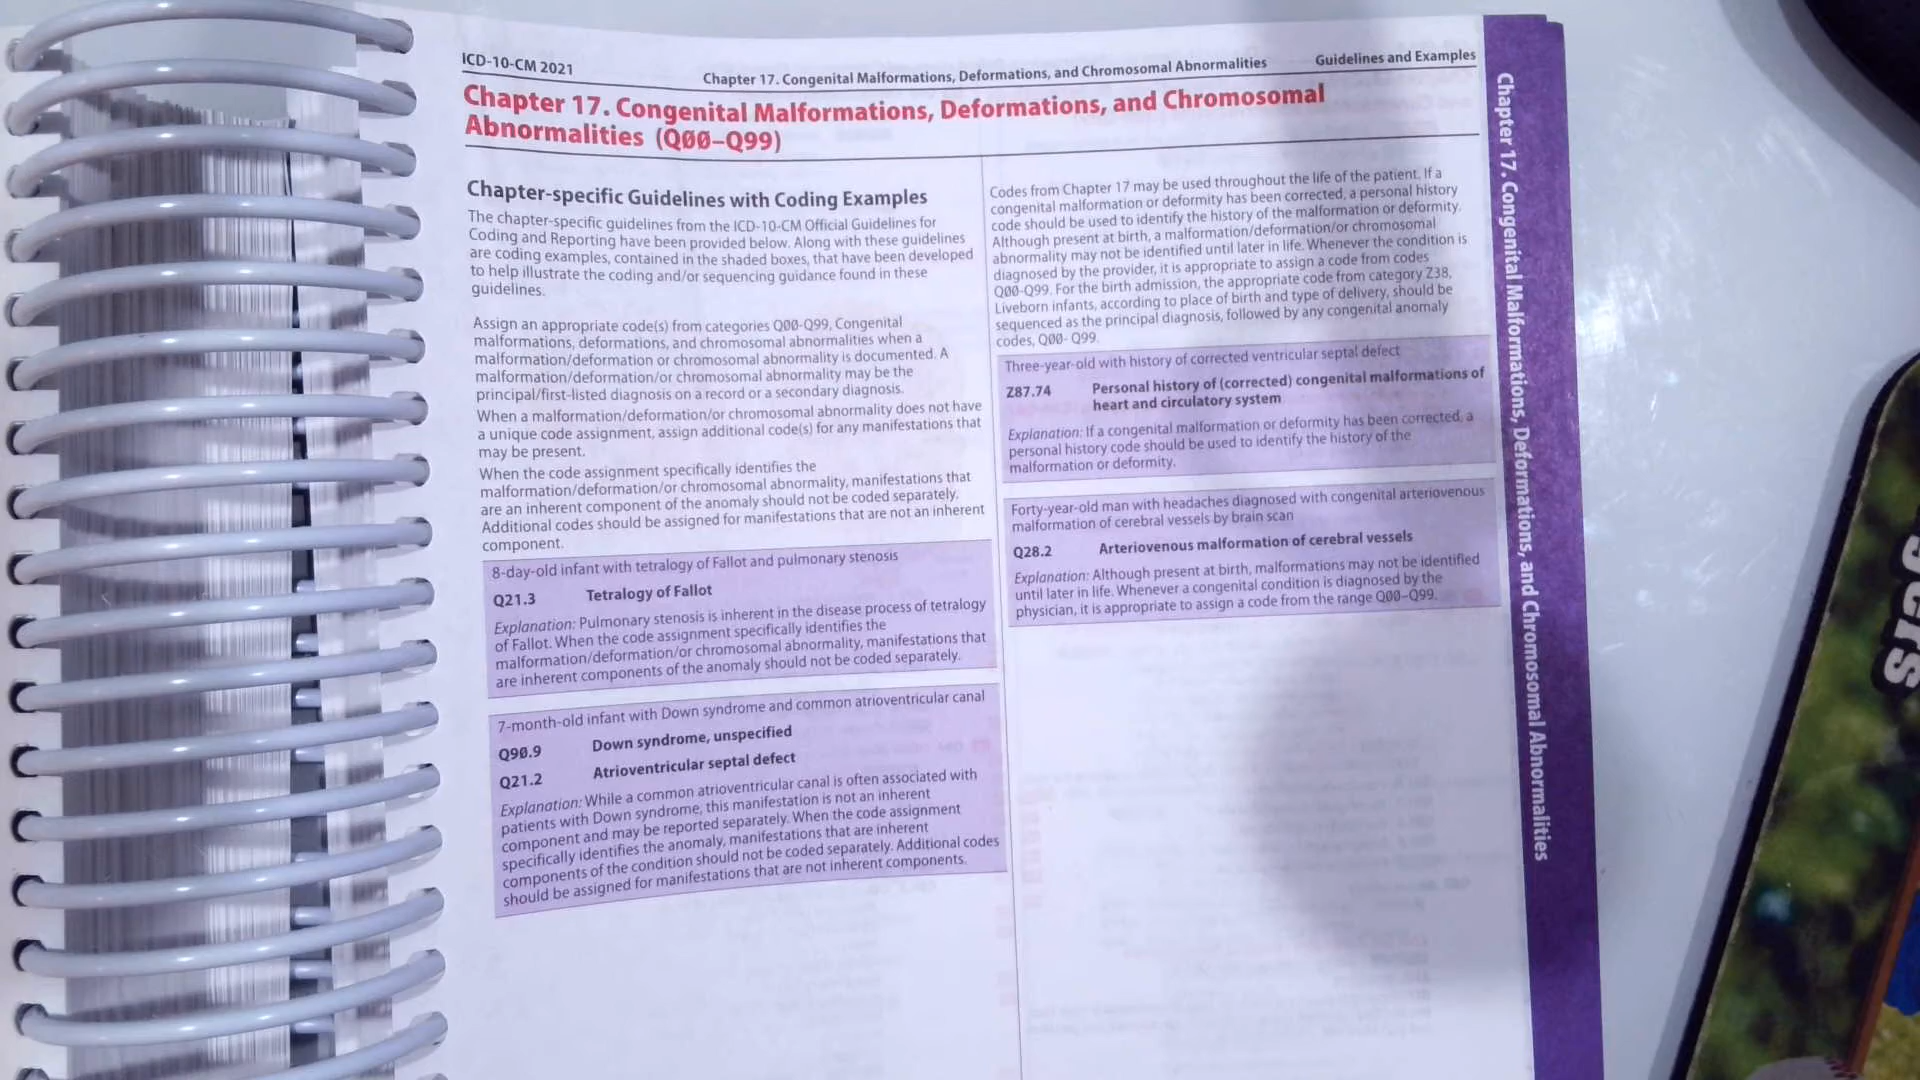 ICD-10-CM 2021
Chapter 17. Congenital Malformations, Deformations, and Chromosomal Abnormalities
Guidelines and Examples
Chapter 17. Congenital Malformations, Deformations, and Chromosomal
Abnormalities (QØØ–Q99)
Chapter-specific Guidelines with Coding Examples
The chapter-specific guidelines from the ICD-10-CM Official Guidelines for
Coding and Reporting have been provided below. Along with these guidelines
are coding examples, contained in the shaded boxes, that have been developed
to help illustrate the coding and/or sequencing guidance found in these
guidelines.
Assign an appropriate code(s) from categories QØØ-Q99, Congenital
malformations, deformations, and chromosomal abnormalities when a
malformation/deformation or chromosomal abnormality is documented. A
malformation/deformation/or chromosomal abnormality may be the
principal/first-listed diagnosis on a record or a secondary diagnosis.
When a malformation/deformation/or chromosomal abnormality does not have
a unique code assignment, assign additional code(s) for any manifestations that
may be present.
When the code assignment specifically identifies the
malformation/deformation/or chromosomal abnormality, manifestations that
are an inherent component of the anomaly should not be coded separately.
Additional codes should be assigned for manifestations that are not an inherent
component.
8-day-old infant with tetralogy of Fallot and pulmonary stenosis
Q21.3 Tetralogy of Fallot
Explanation: Pulmonary stenosis is inherent in the disease process of tetralogy
of Fallot. When the code assignment specifically identifies the
malformation/deformation/or chromosomal abnormality, manifestations that
are inherent components of the anomaly should not be coded separately.
7-month-old infant with Down syndrome and common atrioventricular canal
Q9Ø.9 Down syndrome, unspecified
Q21.2 Atrioventricular septal defect
Explanation: While a common atrioventricular canal is often associated with
patients with Down syndrome, this manifestation is not an inherent
component and may be reported separately. When the code assignment
specifically identifies the anomaly, manifestations that are inherent
components of the condition should not be coded separately. Additional codes
should be assigned for manifestations that are not inherent components.
Codes from Chapter 17 may be used throughout the life of the patient. If a
congenital malformation or deformity has been corrected, a personal history
code should be used to identify the history of the malformation or deformity.
Although present at birth, a malformation/deformation/or chromosomal
abnormality may not be identified until later in life. Whenever the condition is
diagnosed by the provider, it is appropriate to assign a code from codes
QØØ-Q99. For the birth admission, the appropriate code from category Z38,
Liveborn infants, according to place of birth and type of delivery, should be
sequenced as the principal diagnosis, followed by any congenital anomaly
codes, QØØ- Q99.
Three-year-old with history of corrected ventricular septal defect
Z87.74 Personal history of (corrected) congenital malformations of
heart and circulatory system
Explanation: If a congenital malformation or deformity has been corrected, a
personal history code should be used to identify the history of the
malformation or deformity.
Forty-year-old man with headaches diagnosed with congenital arteriovenous
malformation of cerebral vessels by brain scan
Q28.2 Arteriovenous malformation of cerebral vessels
Explanation: Although present at birth, malformations may not be identified
until later in life. Whenever a congenital condition is diagnosed by the
physician, it is appropriate to assign a code from the range QØØ–Q99.
Chapter 17. Congenital Malformations, Deformations, and Chromosomal Abnormalities